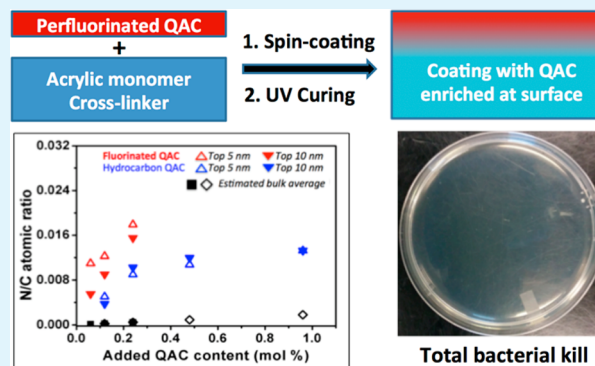 Perfluorinated QAC
+
Acrylic monomer
Cross-linker
1. Spin-coating
2. UV Curing
Coating with QAC
enriched at surface
0.032
0.024
0.016
0.008
0.000
N/C atomic ratio
Fluorinated QAC Top 5 nm Top 10 nm
Hydrocarbon QAC Top 5 nm Top 10 nm
Estimated bulk average
0.0 0.2 0.4 0.6 0.8 1.0
Added QAC content (mol %)
Total bacterial kill